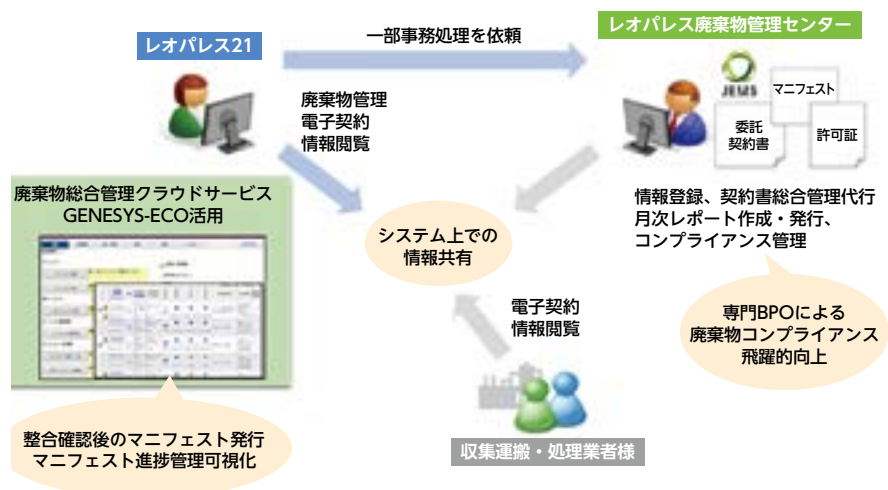 レオパレス21
一部事務処理を依頼
レオパレス廃棄物管理センター
廃棄物管理
電子契約
情報閲覧
JEMS
マニフェスト
委託
契約書
許可証
廃棄物総合管理クラウドサービス
GENESYS-ECO活用
システム上での
情報共有
情報登録、契約書総合管理代行
月次レポート作成・発行、
コンプライアンス管理
電子契約
情報閲覧
専門BPOによる
廃棄物コンプライアンス
飛躍的向上
整合確認後のマニフェスト発行
マニフェスト進捗管理可視化
収集運搬・処理業者様